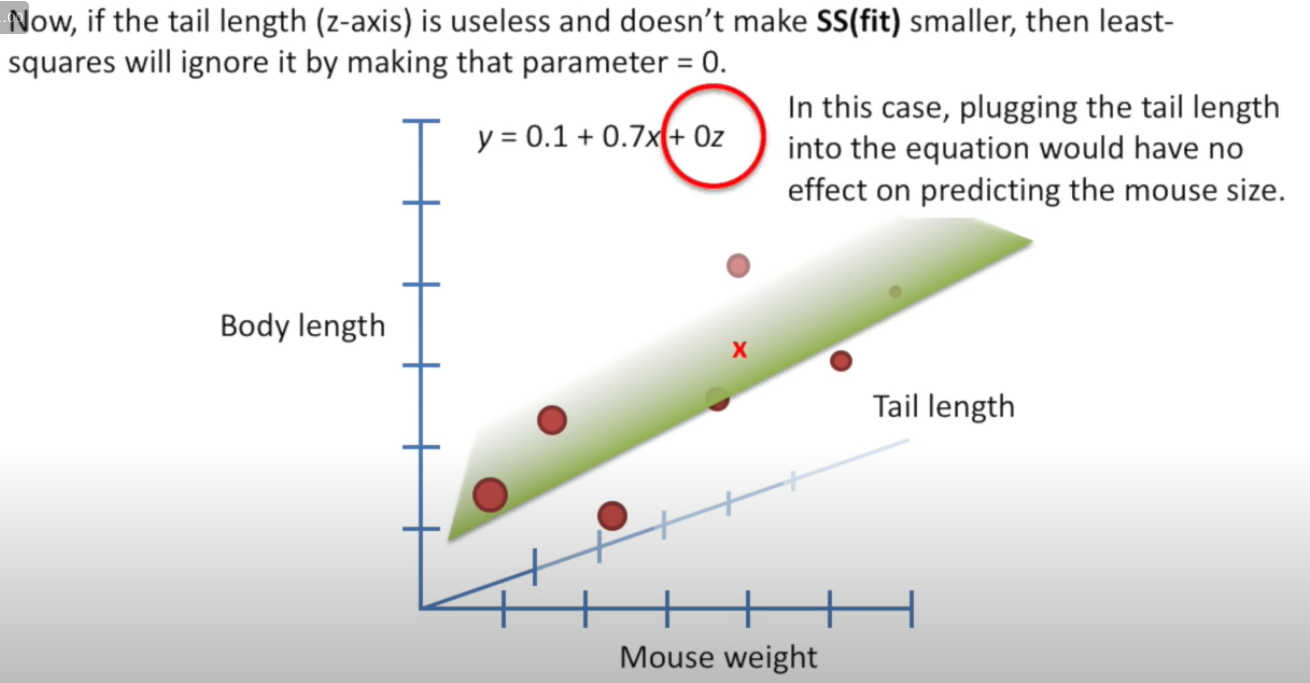 Now, if the tail length (z-axis) is useless and doesn't make SS(fit) smaller, then least-
squares will ignore it by making that parameter = 0.
y = 0.1 + 0.7x + 0z
In this case, plugging the tail length
into the equation would have no
effect on predicting the mouse size.
Body length
x
Tail length
Mouse weight